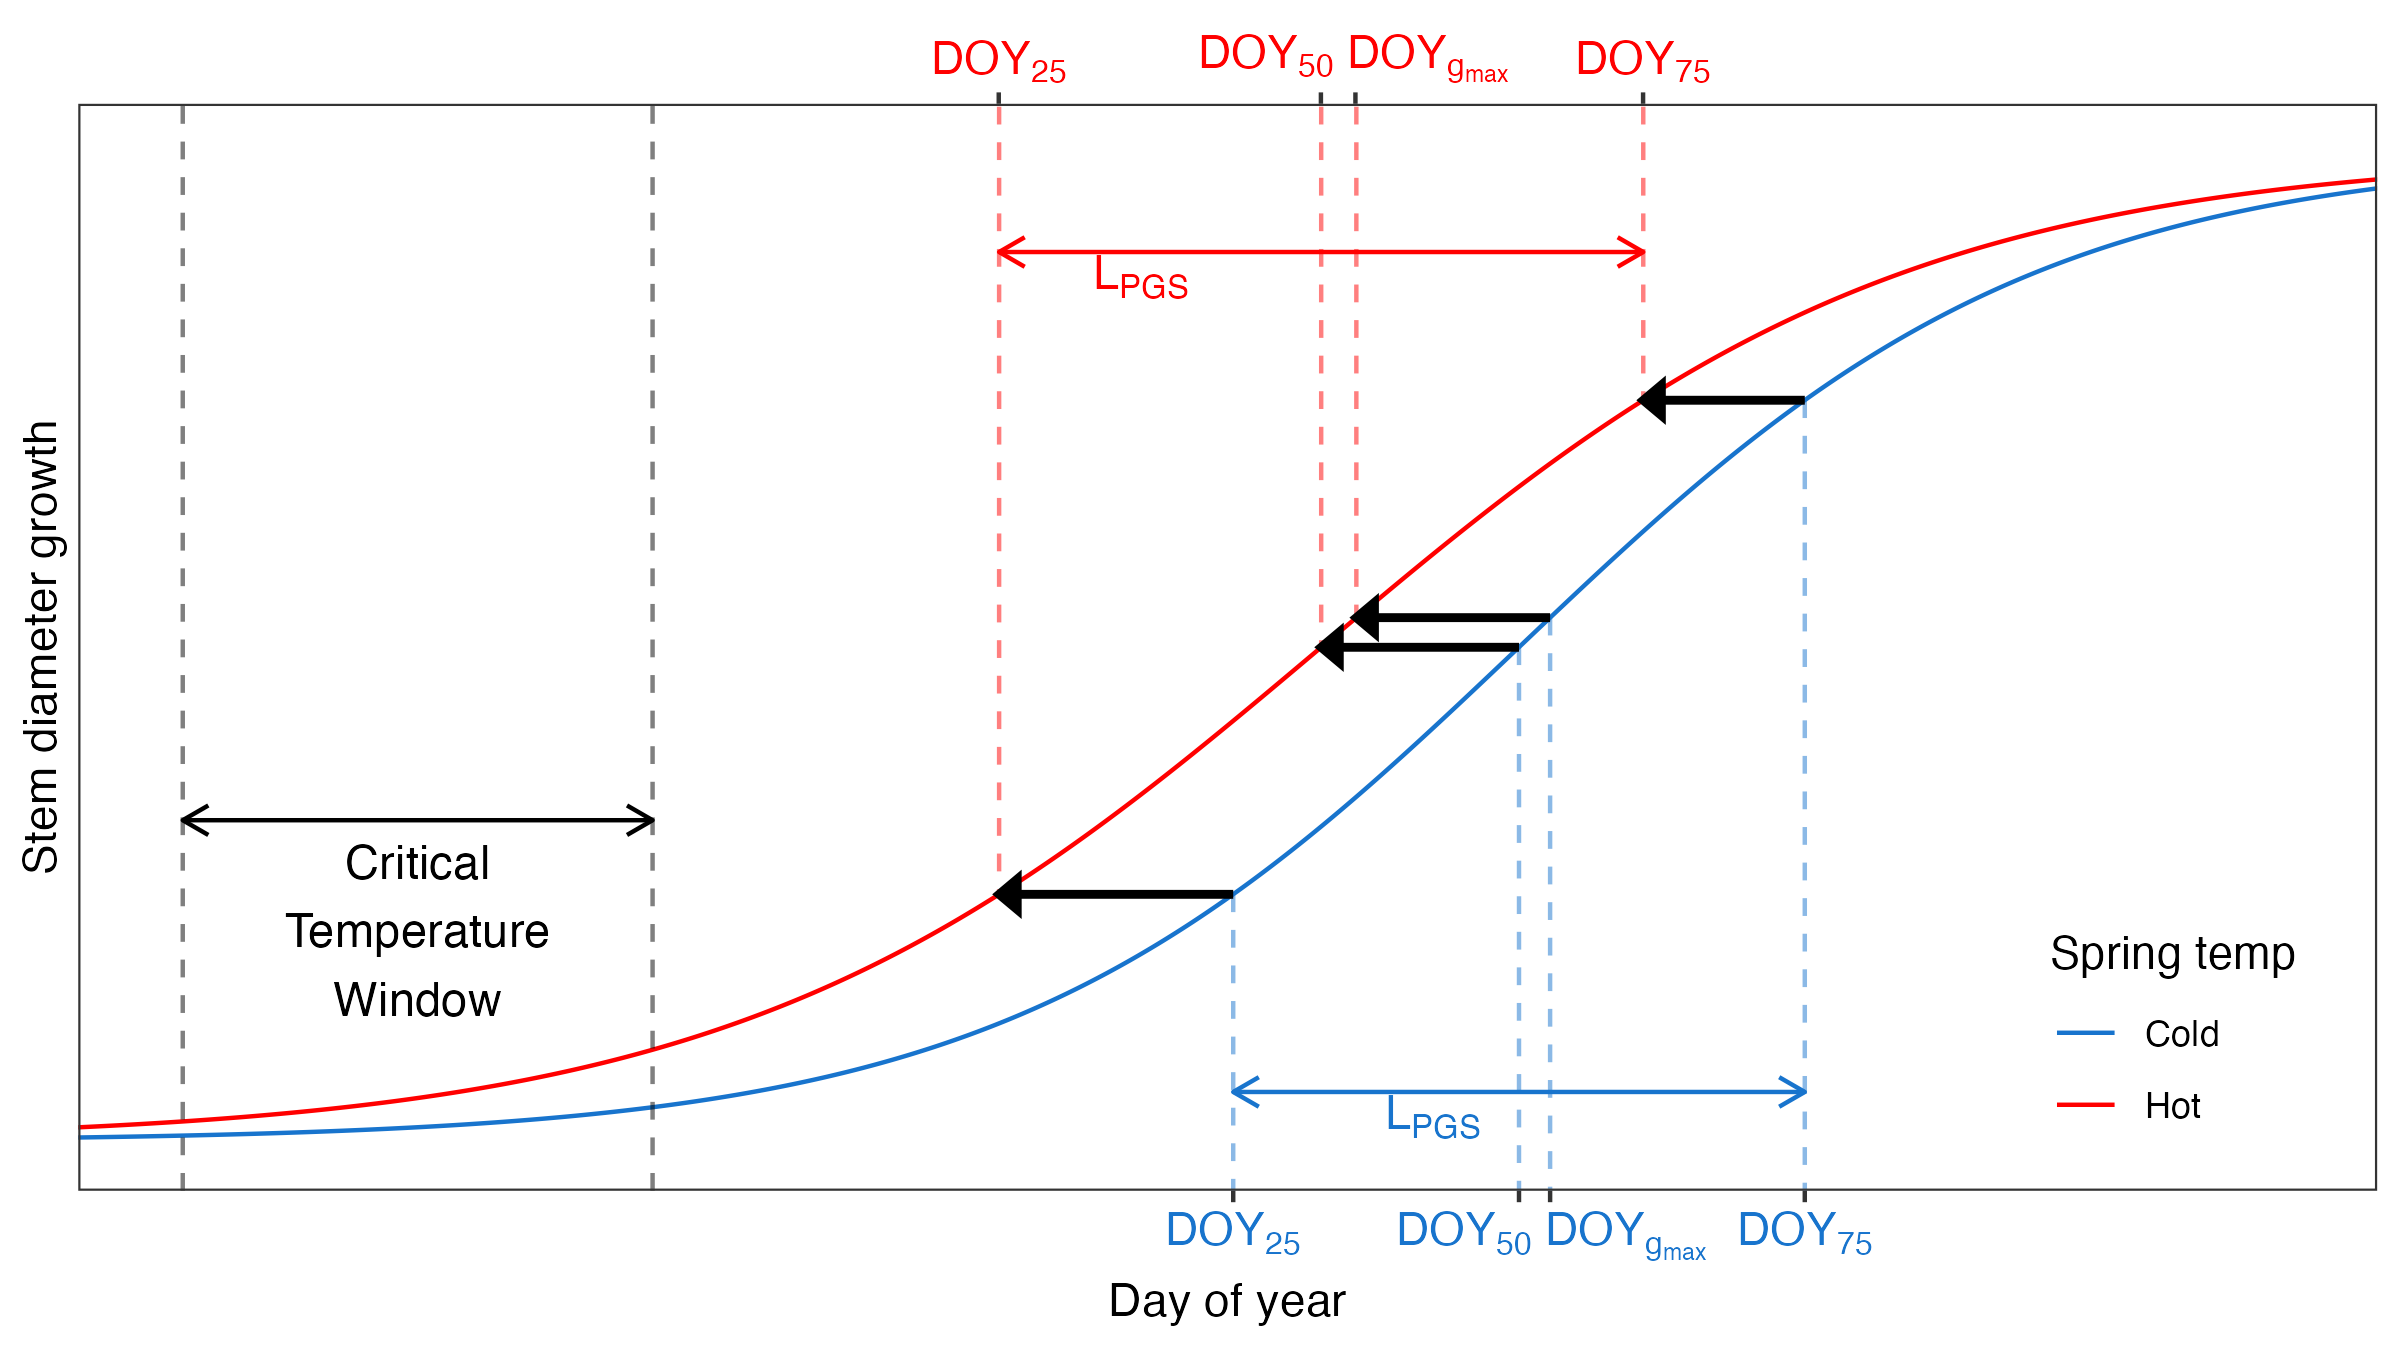 DOY25 DOY50 DOYgmax DOY75
LPGS
Stem diameter growth
Critical
Temperature
Window
Spring temp
Cold
Hot
LPGS
DOY25 DOY50 DOYgmax DOY75
Day of year